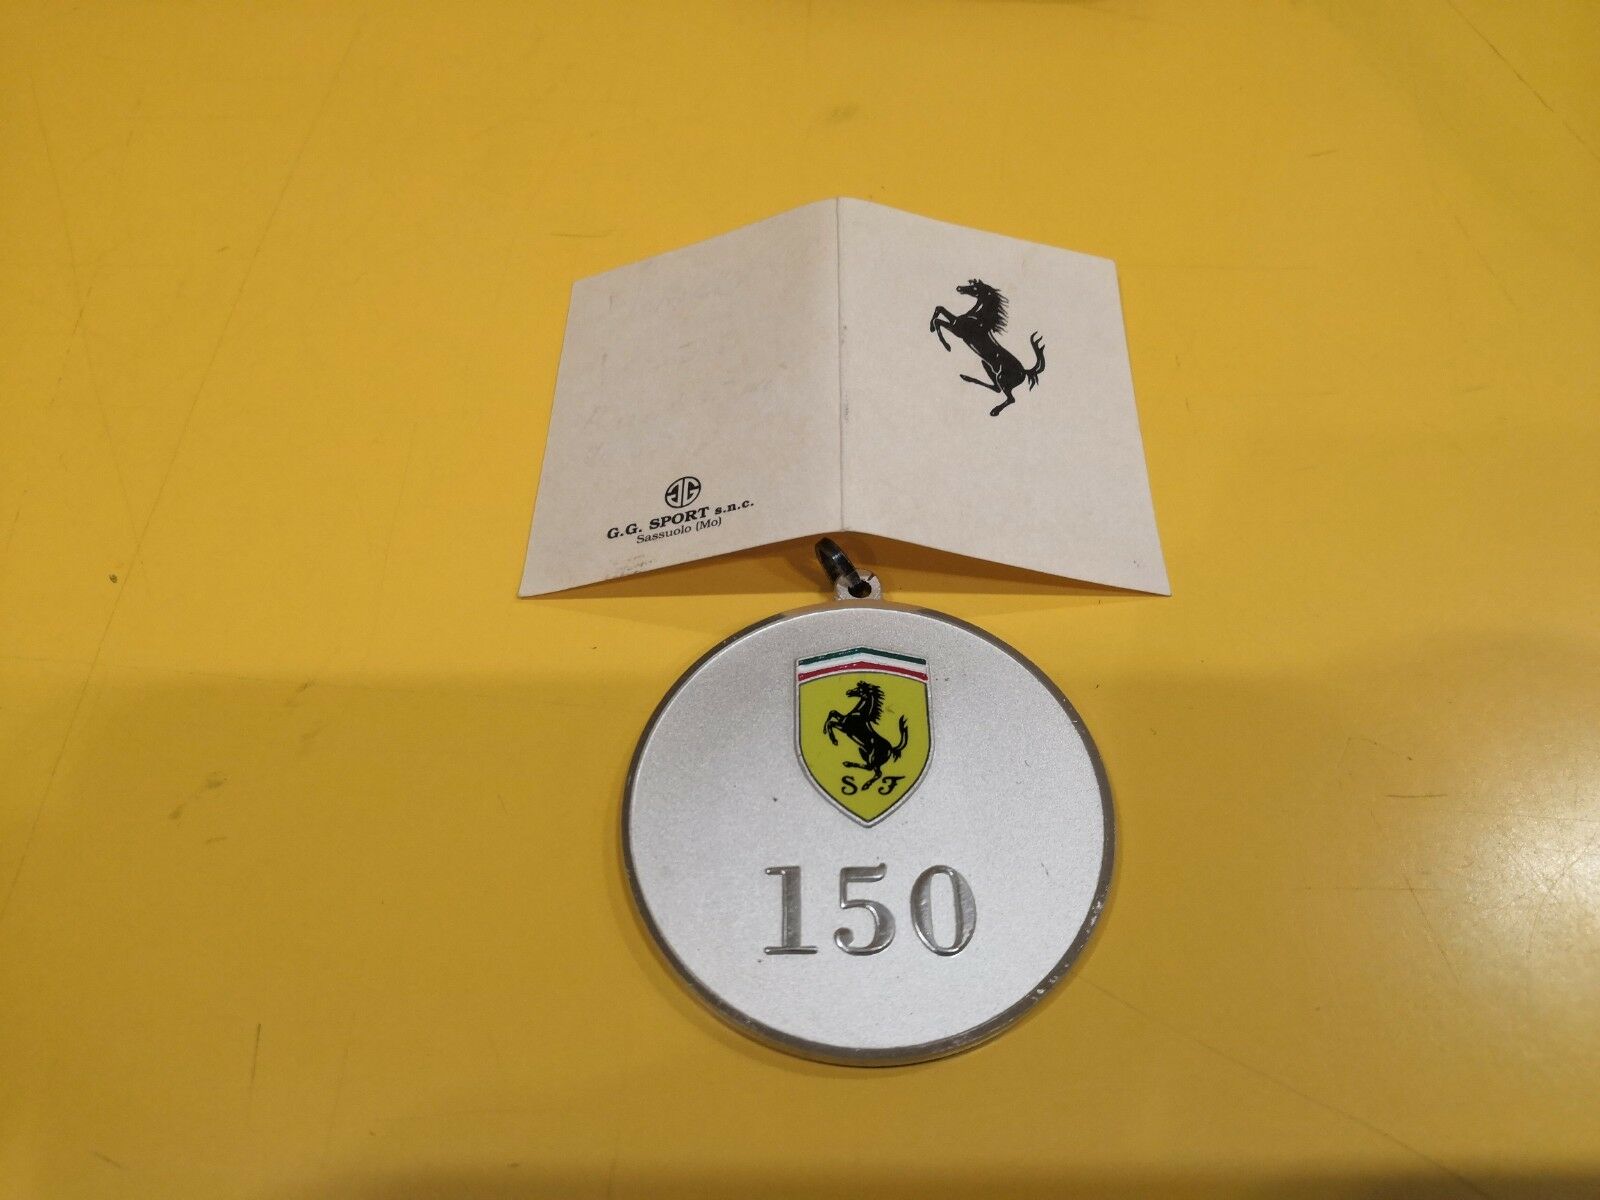 G.G. SPORT s.n.c.
Sassuolo (Mo)
S F
150